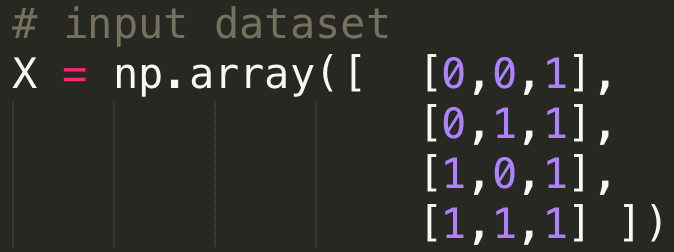 # input dataset
X = np.array([  [0,0,1],
                [0,1,1],
                [1,0,1],
                [1,1,1] ])